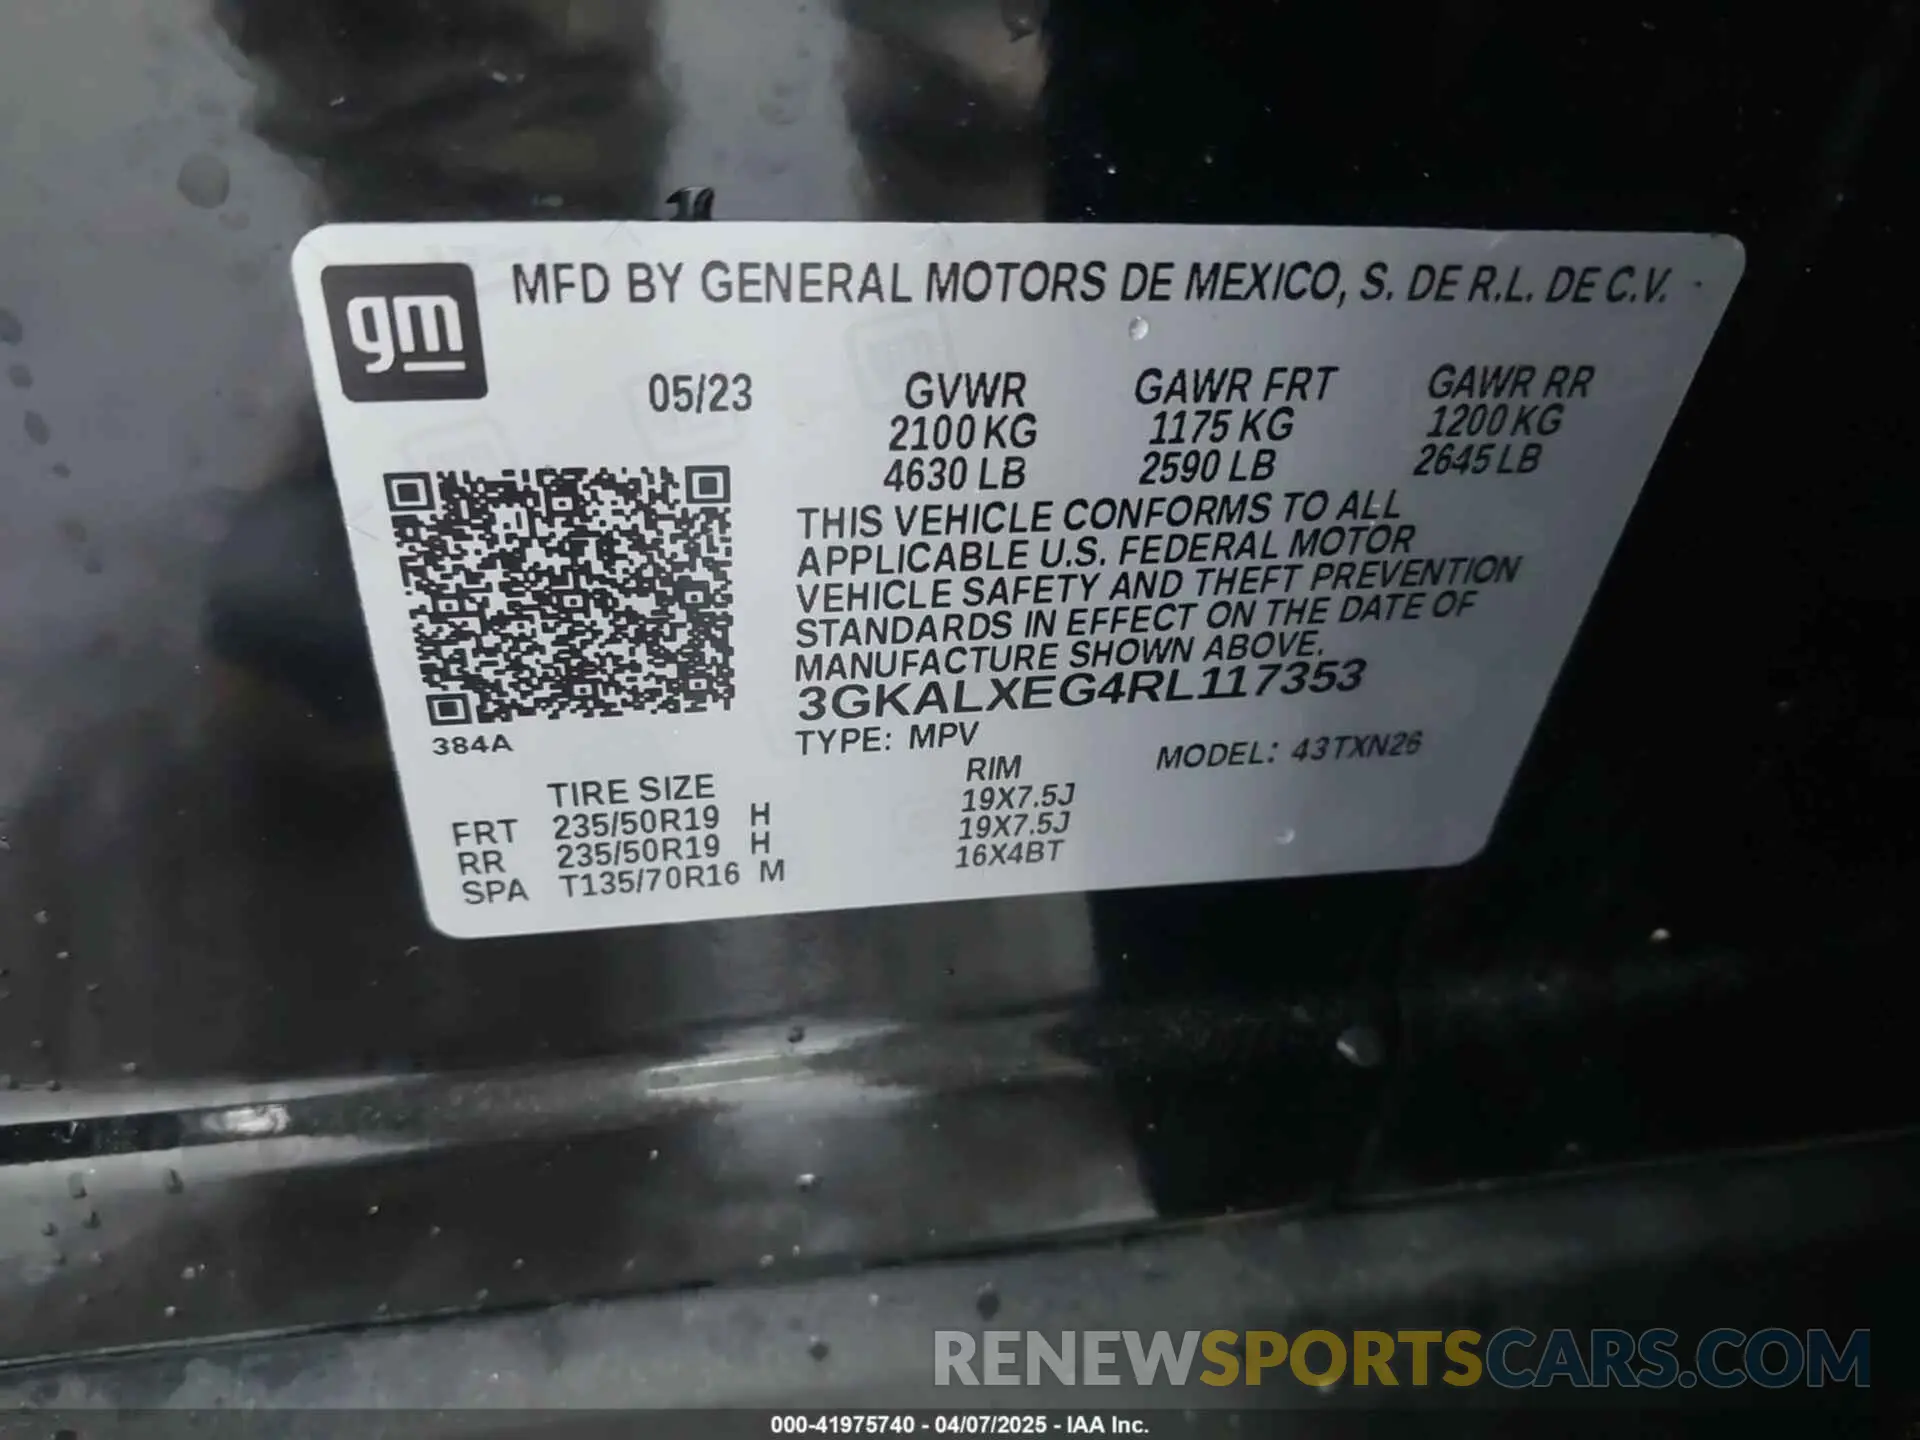 gm
MFD BY GENERAL MOTORS DE MEXICO, S. DE R.L. DE C.V.
05/23 GVWR GAWR FRT GAWR RR
2100 KG 1175 KG 1200 KG
4630 LB 2590 LB 2645 LB
THIS VEHICLE CONFORMS TO ALL
APPLICABLE U.S. FEDERAL MOTOR
VEHICLE SAFETY AND THEFT PREVENTION
STANDARDS IN EFFECT ON THE DATE OF
MANUFACTURE SHOWN ABOVE.
3GKALXEG4RL117353
384A
TYPE: MPV MODEL: 43TXN26
TIRE SIZE RIM
FRT 235/50R19 H 19X7.5J
RR 235/50R19 H 19X7.5J
SPA T135/70R16 M 16X4BT
RENEWSPORTSCARS.COM
000-41975740 - 04/07/2025 - IAA Inc.